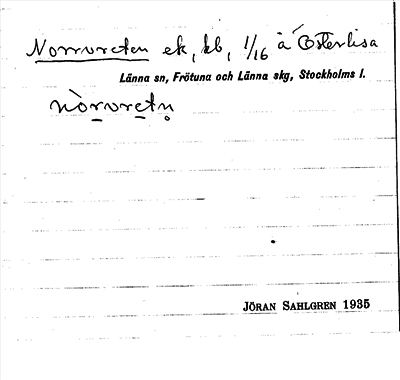 Norrvreten ek, kb, 1/16 å Österlisa
Länna sn, Frötuna och Länna skg, Stockholms l.
nòrvretn̥
JÖRAN SAHLGREN 1935